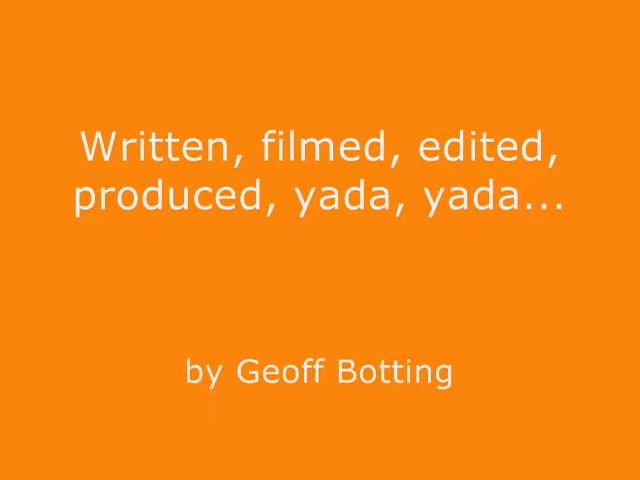 Written, filmed, edited,
produced, yada, yada...
by Geoff Botting